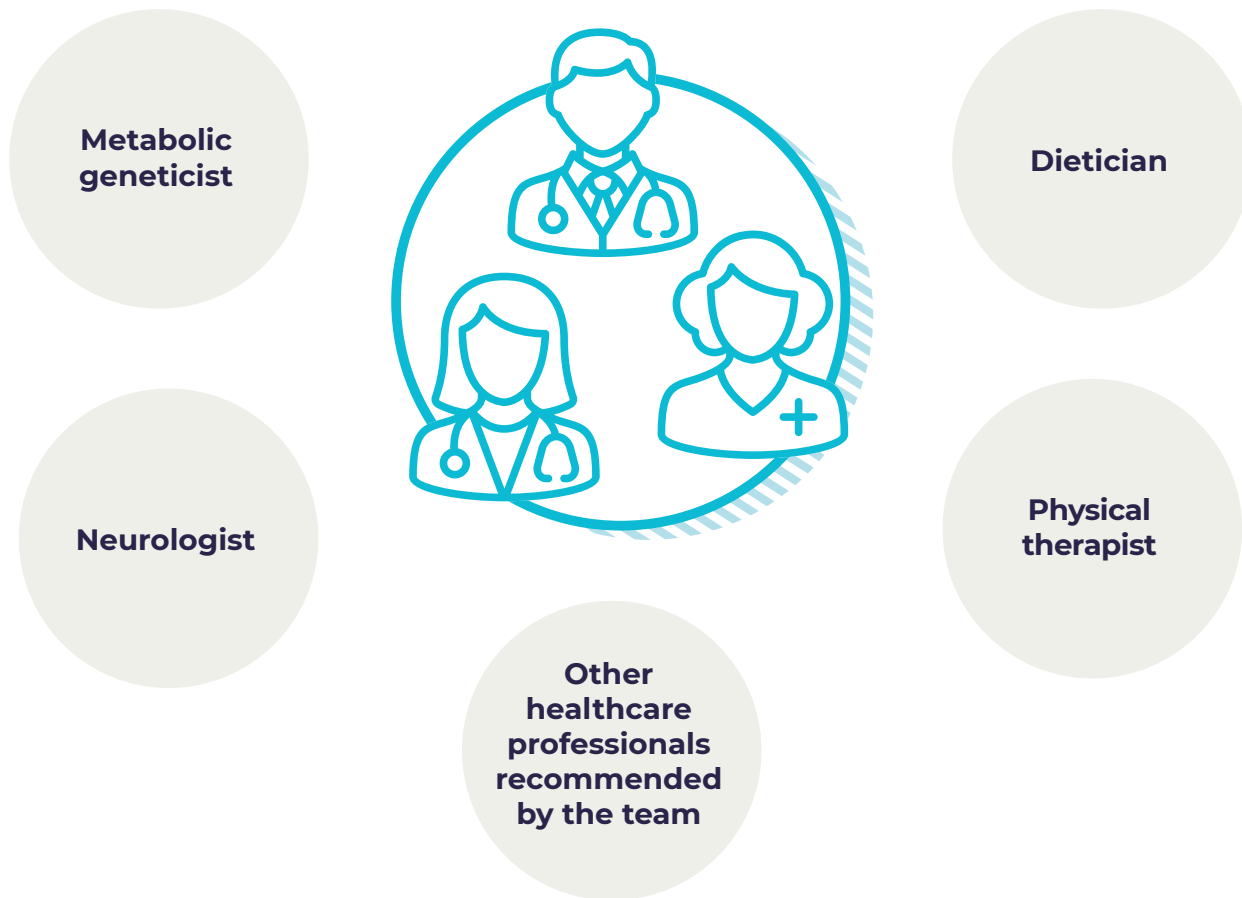 Metabolic
geneticist
Dietician
Neurologist
Physical
therapist
Other
healthcare
professionals
recommended
by the team